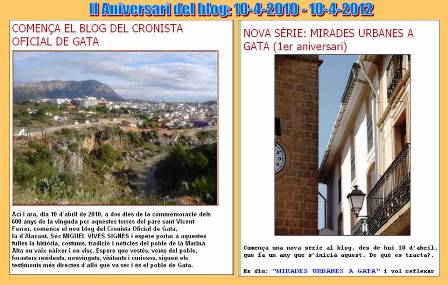 II Aniversari del blog: 10-4-2010 - 10-4-2012
COMENÇA EL BLOG DEL CRONISTA
OFICIAL DE GATA
Ací i ara, dia 10 d'abril de 2010, a dos dies de la commemoració dels
600 anys de la vinguda per aquestes terres del pare sant Vicent
Ferrer, comence el nou blog del Cronista Oficial de Gata,
la d'Alacant. Sóc MIGUEL VIVES SIGNES i espere portar a aquestes
fulles la història, costums, tradició i notícies del poble de la Marina
Alta on vaix nàixer i on visc. Espere que vostés, veïns del poble,
forasters residents, nouvinguts, visitants i curiosos, siguen els
testimonis més directes d'allò que va ser i és el poble de Gata.
NOVA SÈRIE: MIRADES URBANES A
GATA (1er aniversari)
Comença una nova sèrie al blog, des de hui 10 d'abril,
que fa un any que s'inicià aquest. De què es tracta?.
Es diu: "MIRADES URBANES A GATA" i vol reflexar